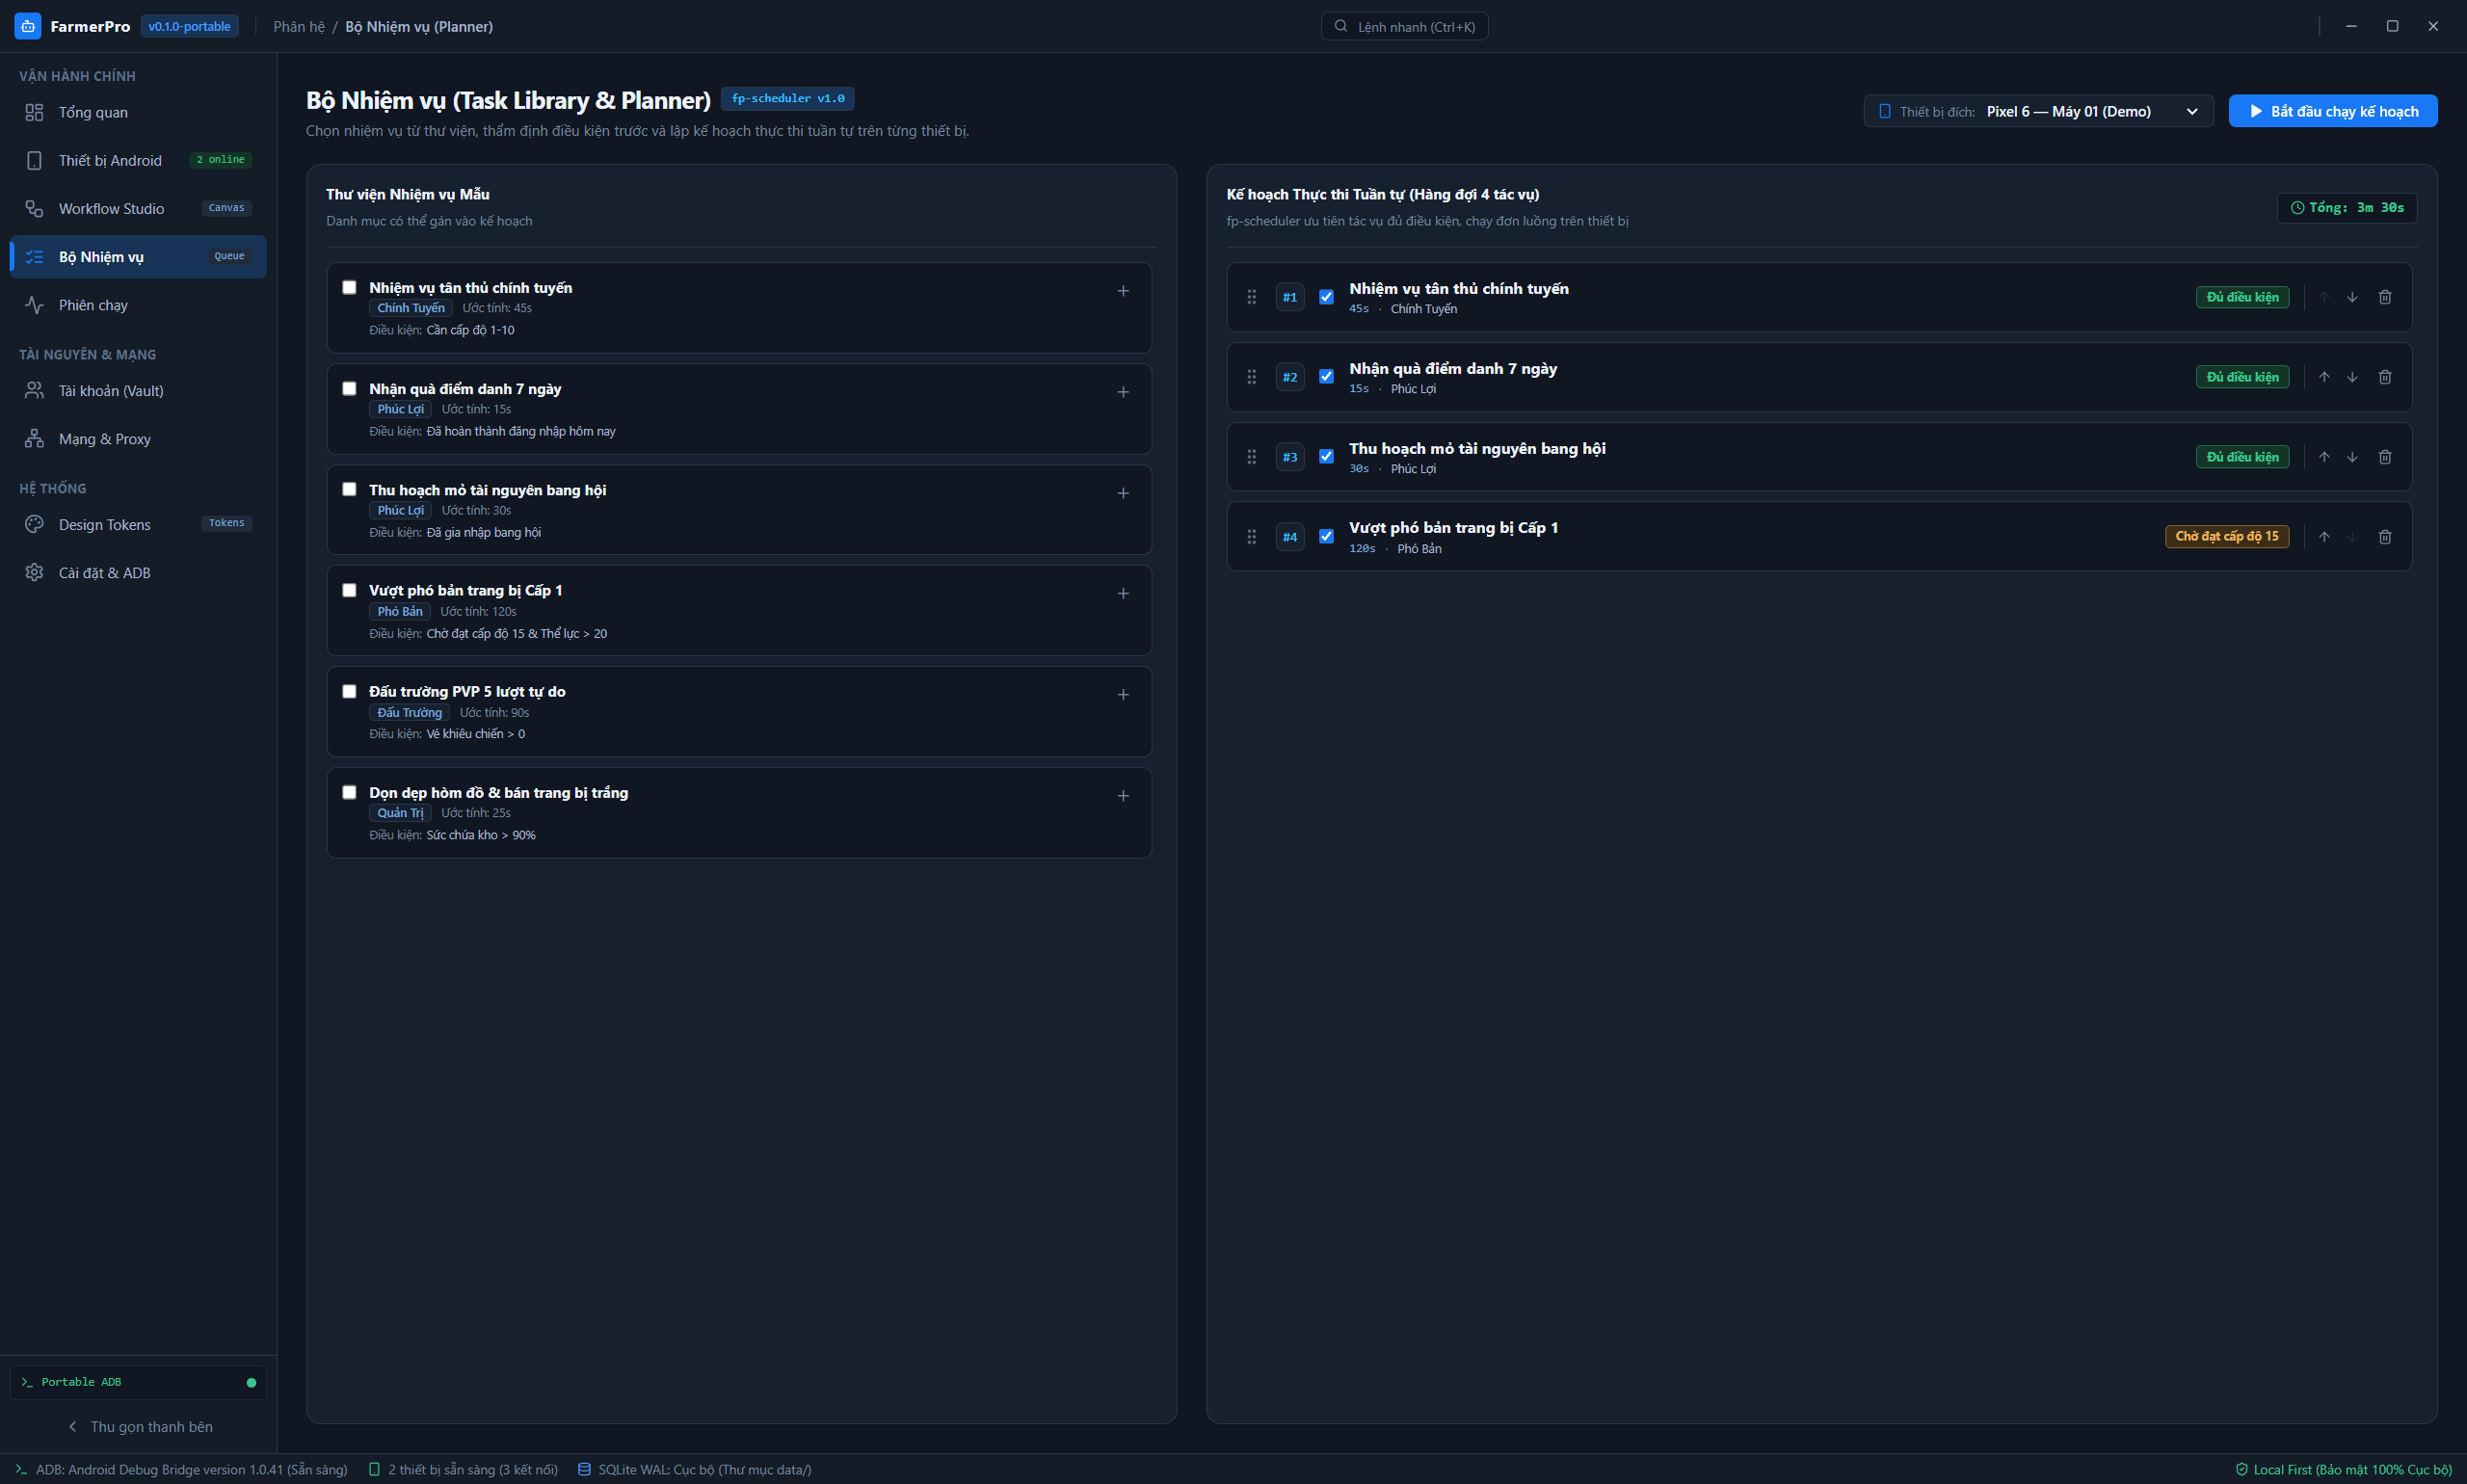 FarmerPro v0.1.0-portable Phân hệ / Bộ Nhiệm vụ (Planner) Lệnh nhanh (Ctrl+K)
VẬN HÀNH CHÍNH
Tổng quan
Thiết bị Android 2 online
Workflow Studio Canvas
Bộ Nhiệm vụ Queue
Phiên chạy
TÀI NGUYÊN & MẠNG
Tài khoản (Vault)
Mạng & Proxy
HỆ THỐNG
Design Tokens Tokens
Cài đặt & ADB
Portable ADB
Thu gọn thanh bên
Bộ Nhiệm vụ (Task Library & Planner) fp-scheduler v1.0
Chọn nhiệm vụ từ thư viện, thẩm định điều kiện trước và lập kế hoạch thực thi tuần tự trên từng thiết bị.
Thiết bị đích: Pixel 6 — Máy 01 (Demo)
Bắt đầu chạy kế hoạch
Thư viện Nhiệm vụ Mẫu
Danh mục có thể gán vào kế hoạch
Nhiệm vụ tân thủ chính tuyến
Chính Tuyến Ước tính: 45s
Điều kiện: Cần cấp độ 1-10
Nhận quà điểm danh 7 ngày
Phúc Lợi Ước tính: 15s
Điều kiện: Đã hoàn thành đăng nhập hôm nay
Thu hoạch mỏ tài nguyên bang hội
Phúc Lợi Ước tính: 30s
Điều kiện: Đã gia nhập bang hội
Vượt phó bản trang bị Cấp 1
Phó Bản Ước tính: 120s
Điều kiện: Chờ đạt cấp độ 15 & Thể lực > 20
Đấu trường PVP 5 lượt tự do
Đấu Trường Ước tính: 90s
Điều kiện: Vé khiêu chiến > 0
Dọn dẹp hòm đồ & bán trang bị trắng
Quản Trị Ước tính: 25s
Điều kiện: Sức chứa kho > 90%
Kế hoạch Thực thi Tuần tự (Hàng đợi 4 tác vụ)
fp-scheduler ưu tiên tác vụ đủ điều kiện, chạy đơn luồng trên thiết bị
Tổng: 3m 30s
#1 Nhiệm vụ tân thủ chính tuyến
45s · Chính Tuyến
Đủ điều kiện
#2 Nhận quà điểm danh 7 ngày
15s · Phúc Lợi
Đủ điều kiện
#3 Thu hoạch mỏ tài nguyên bang hội
30s · Phúc Lợi
Đủ điều kiện
#4 Vượt phó bản trang bị Cấp 1
120s · Phó Bản
Chờ đạt cấp độ 15
ADB: Android Debug Bridge version 1.0.41 (Sẵn sàng) 2 thiết bị sẵn sàng (3 kết nối) SQLite WAL: Cục bộ (Thư mục data/) Local First (Bảo mật 100% Cục bộ)